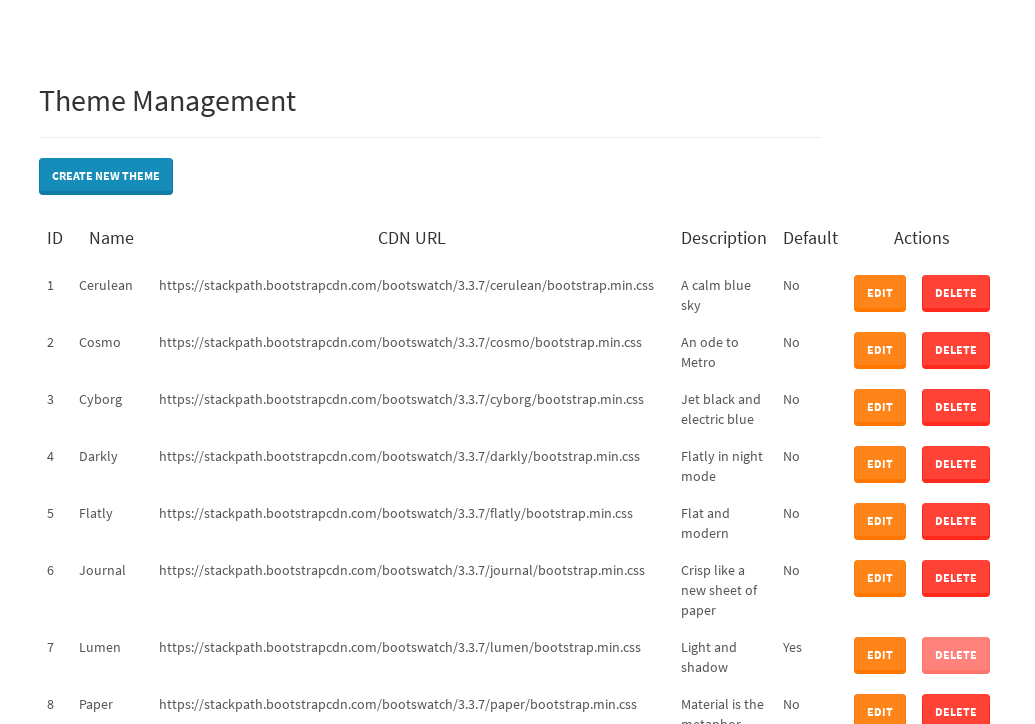 Theme Management
CREATE NEW THEME
ID Name CDN URL Description Default Actions
1 Cerulean https://stackpath.bootstrapcdn.com/bootswatch/3.3.7/cerulean/bootstrap.min.css A calm blue No EDIT DELETE
sky
2 Cosmo https://stackpath.bootstrapcdn.com/bootswatch/3.3.7/cosmo/bootstrap.min.css An ode to No EDIT DELETE
Metro
3 Cyborg https://stackpath.bootstrapcdn.com/bootswatch/3.3.7/cyborg/bootstrap.min.css Jet black and No EDIT DELETE
electric blue
4 Darkly https://stackpath.bootstrapcdn.com/bootswatch/3.3.7/darkly/bootstrap.min.css Flatly in night No EDIT DELETE
mode
5 Flatly https://stackpath.bootstrapcdn.com/bootswatch/3.3.7/flatly/bootstrap.min.css Flat and No EDIT DELETE
modern
6 Journal https://stackpath.bootstrapcdn.com/bootswatch/3.3.7/journal/bootstrap.min.css Crisp like a No EDIT DELETE
new sheet of
paper
7 Lumen https://stackpath.bootstrapcdn.com/bootswatch/3.3.7/lumen/bootstrap.min.css Light and Yes EDIT DELETE
shadow
8 Paper https://stackpath.bootstrapcdn.com/bootswatch/3.3.7/paper/bootstrap.min.css Material is the No EDIT DELETE
metaphor